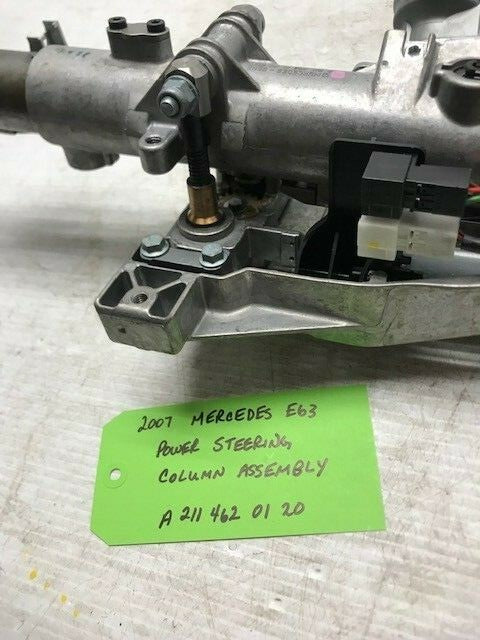 2007 MERCEDES E63
POWER STEERING
COLUMN ASSEMBLY
A 211 462 01 20